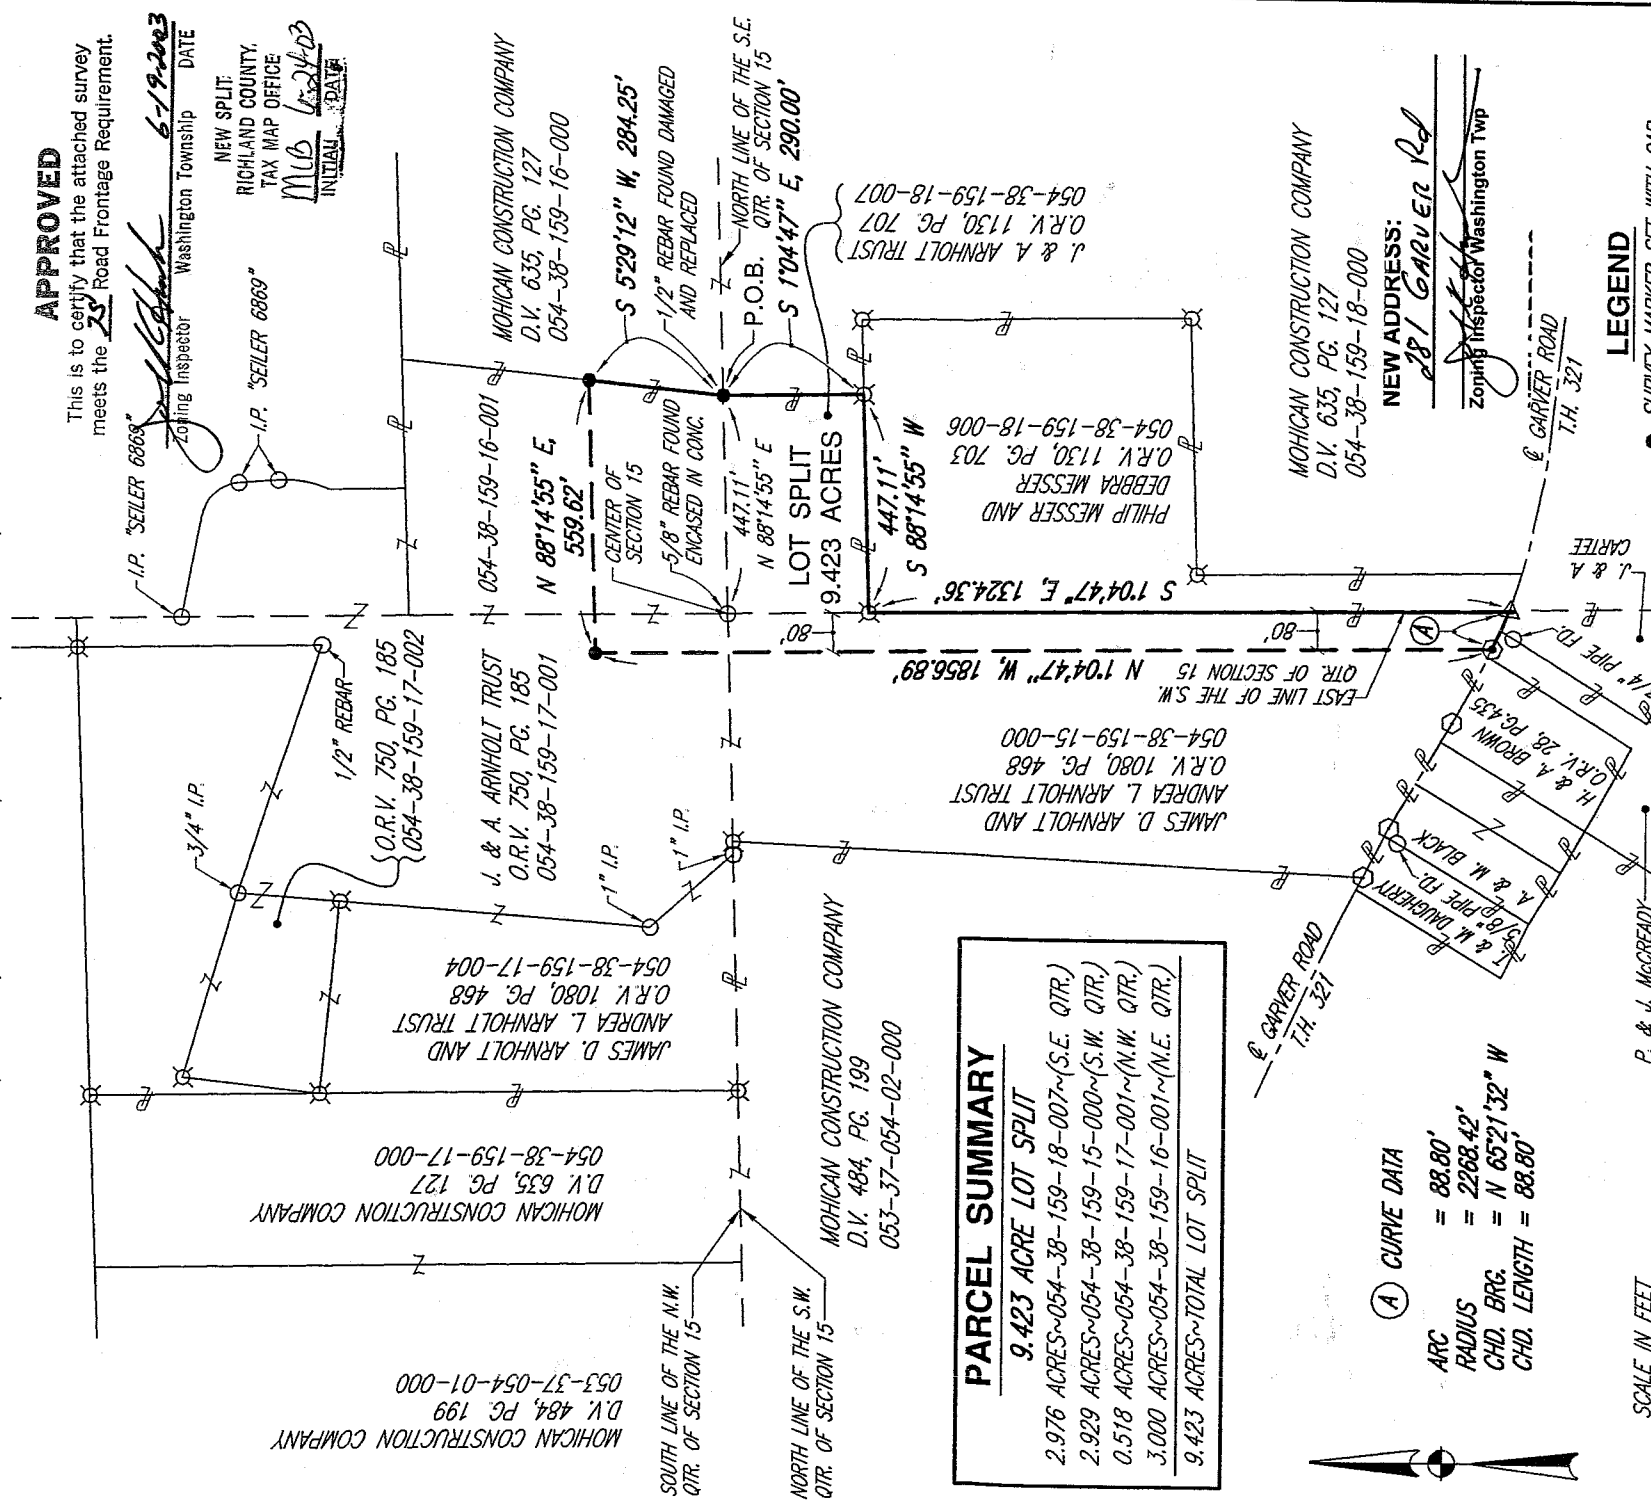 APPROVED
This is to certify that the attached survey
meets the 25' Road Frontage Requirement.
6-19-2003
Zoning Inspector Washington Township DATE
NEW SPLIT
RICHLAND COUNTY.
TAX MAP OFFICE
MCB 6-24-03
INITIAL DATE
I.P. "SEILER 6869"
I.P. "SEILER 6869"
MOHICAN CONSTRUCTION COMPANY
D.V. 635, PG. 127
054-38-159-16-000
S 5°29'12" W, 284.25'
1/2" REBAR FOUND DAMAGED
AND REPLACED
NORTH LINE OF THE S.E.
QTR. OF SECTION 15
P.O.B.
S 1°04'47" E, 290.00'
J. & A. ARNHOLT TRUST
O.R.V. 1130, PG. 707
054-38-159-18-007
054-38-159-16-001
N 88°14'55" E,
559.62'
CENTER OF
SECTION 15
5/8" REBAR FOUND
ENCASED IN CONC.
447.11'
N 88°14'55" E
LOT SPLIT
9.423 ACRES
447.11'
S 88°14'55" W
PHILIP MESSER AND
DEBBRA MESSER
O.R.V. 1130, PG. 703
054-38-159-18-006
MOHICAN CONSTRUCTION COMPANY
D.V. 635, PG. 127
054-38-159-18-000
NEW ADDRESS:
281 GARVER Rd
Zoning Inspector Washington Twp
℄ GARVER ROAD
T.H. 321
LEGEND
SURVEY MARKER SET WITH CAP
J. & A.
CARTEE
S 1°04'47" E, 1324.36'
80'
80'
N 1°04'47" W, 1856.89'
EAST LINE OF THE S.W.
QTR. OF SECTION 15
A
1/4" PIPE FD.
3/4" I.P.
1/2" REBAR
O.R.V. 750, PG. 185
054-38-159-17-002
J. & A. ARNHOLT TRUST
O.R.V. 750, PG. 185
054-38-159-17-001
1" I.P.
1" I.P.
JAMES D. ARNHOLT AND
ANDREA L. ARNHOLT TRUST
O.R.V. 1080, PG. 468
054-38-159-15-000
H. & A. BROWN
O.R.V. 28, PG.435
A. & M. BLACK
5/8" PIPE FD.
& M. DAUGHERTY
JAMES D. ARNHOLT AND
ANDREA L. ARNHOLT TRUST
O.R.V. 1080, PG. 468
054-38-159-17-004
MOHICAN CONSTRUCTION COMPANY
D.V. 635, PG. 127
054-38-159-17-000
MOHICAN CONSTRUCTION COMPANY
D.V. 484, PG. 199
053-37-054-02-000
℄ GARVER ROAD
T.H. 321
P. & J. McCREADY
MOHICAN CONSTRUCTION COMPANY
D.V. 484, PG. 199
053-37-054-01-000
SOUTH LINE OF THE N.W.
QTR. OF SECTION 15
NORTH LINE OF THE S.W.
QTR. OF SECTION 15
PARCEL SUMMARY
9.423 ACRE LOT SPLIT
2.976 ACRES~054-38-159-18-007~(S.E. QTR.)
2.929 ACRES~054-38-159-15-000~(S.W. QTR.)
0.518 ACRES~054-38-159-17-001~(N.W. QTR.)
3.000 ACRES~054-38-159-16-001~(N.E. QTR.)
9.423 ACRES~TOTAL LOT SPLIT
A CURVE DATA
ARC = 88.80'
RADIUS = 2268.42'
CHD. BRG. = N 65°21'32" W
CHD. LENGTH = 88.80'
SCALE IN FEET